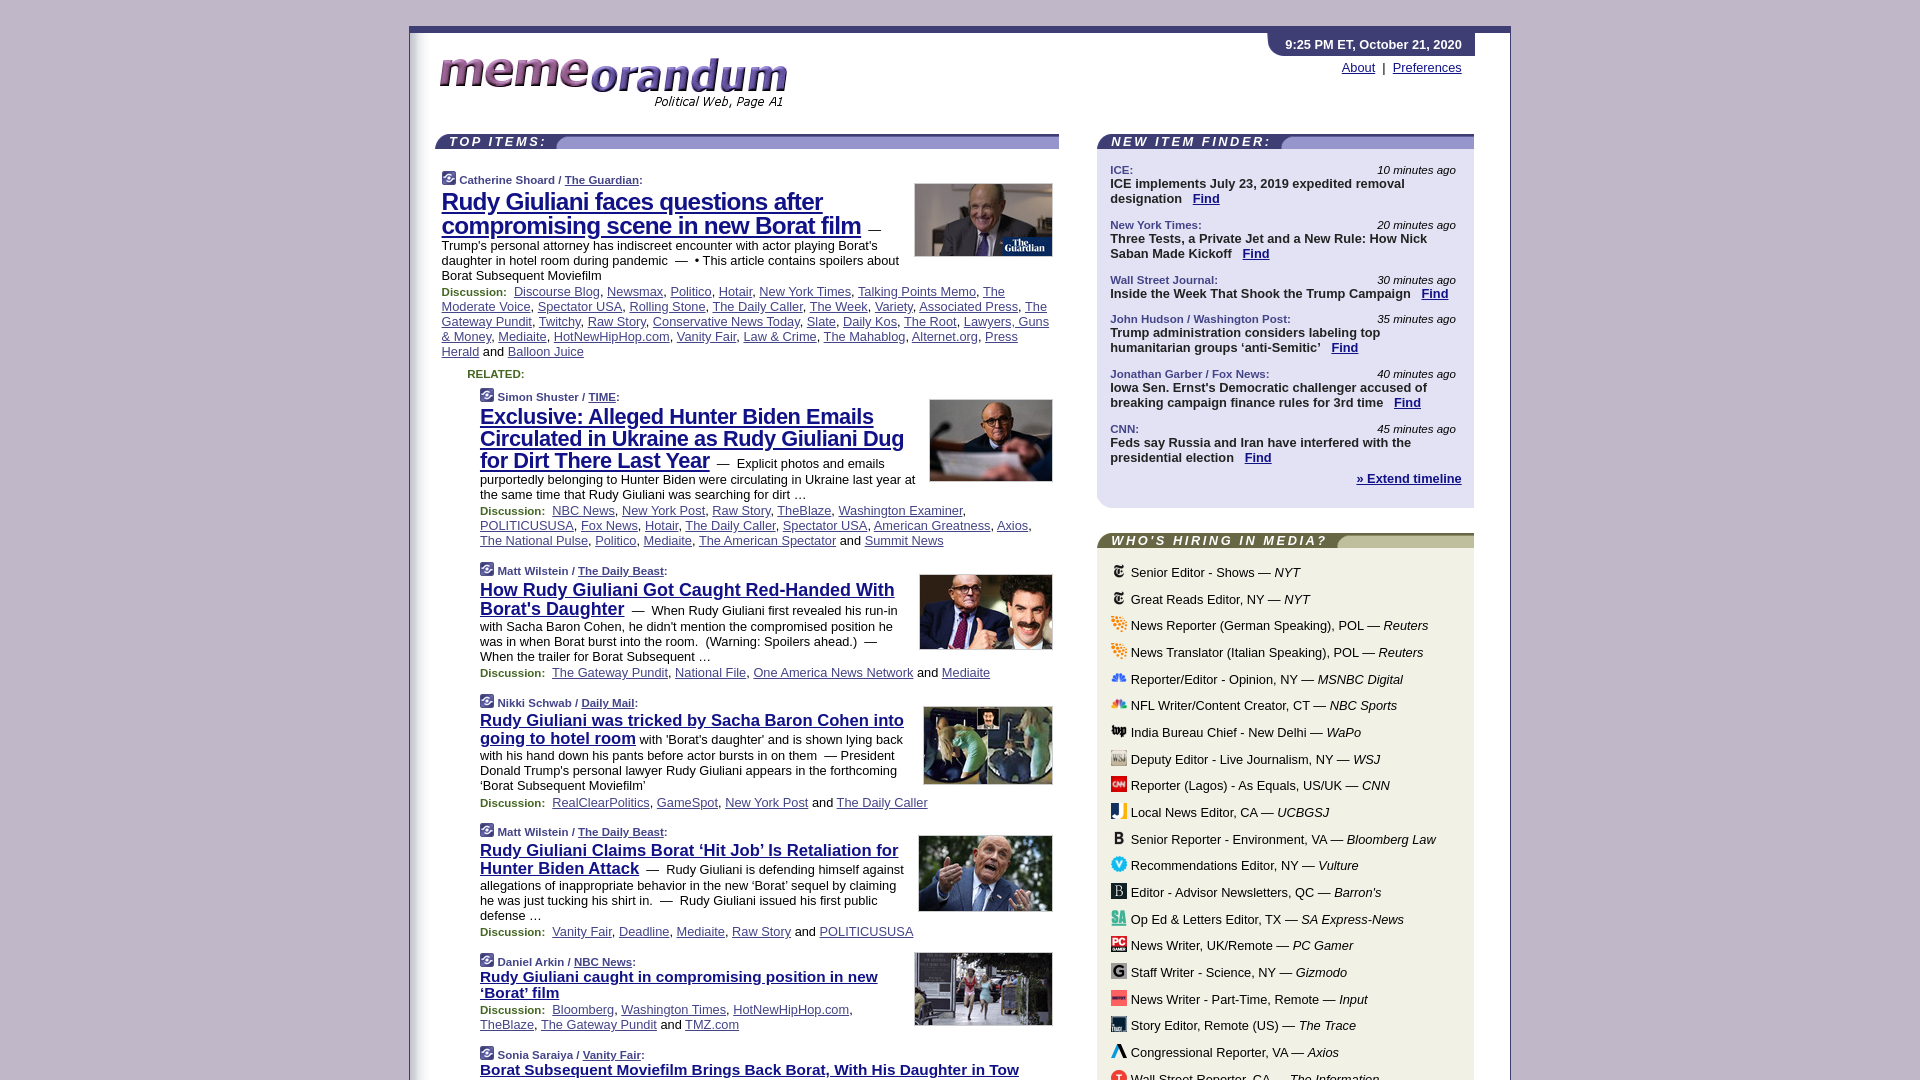 9:25 PM ET, October 21, 2020
memeorandum
About | Preferences
Political Web, Page A1
TOP ITEMS:
Catherine Shoard / The Guardian:
Rudy Giuliani faces questions after
compromising scene in new Borat film —
Trump's personal attorney has indiscreet encounter with actor playing Borat's
daughter in hotel room during pandemic — • This article contains spoilers about
Borat Subsequent Moviefilm
The Guardian
Discussion: Discourse Blog, Newsmax, Politico, Hotair, New York Times, Talking Points Memo, The
Moderate Voice, Spectator USA, Rolling Stone, The Daily Caller, The Week, Variety, Associated Press, The
Gateway Pundit, Twitchy, Raw Story, Conservative News Today, Slate, Daily Kos, The Root, Lawyers, Guns
& Money, Mediaite, HotNewHipHop.com, Vanity Fair, Law & Crime, The Mahablog, Alternet.org, Press
Herald and Balloon Juice
RELATED:
Simon Shuster / TIME:
Exclusive: Alleged Hunter Biden Emails
Circulated in Ukraine as Rudy Giuliani Dug
for Dirt There Last Year — Explicit photos and emails
purportedly belonging to Hunter Biden were circulating in Ukraine last year at
the same time that Rudy Giuliani was searching for dirt …
Discussion: NBC News, New York Post, Raw Story, TheBlaze, Washington Examiner,
POLITICUSUSA, Fox News, Hotair, The Daily Caller, Spectator USA, American Greatness, Axios,
The National Pulse, Politico, Mediaite, The American Spectator and Summit News
Matt Wilstein / The Daily Beast:
How Rudy Giuliani Got Caught Red-Handed With
Borat's Daughter — When Rudy Giuliani first revealed his run-in
with Sacha Baron Cohen, he didn't mention the compromised position he
was in when Borat burst into the room. (Warning: Spoilers ahead.) —
When the trailer for Borat Subsequent …
Discussion: The Gateway Pundit, National File, One America News Network and Mediaite
Nikki Schwab / Daily Mail:
Rudy Giuliani was tricked by Sacha Baron Cohen into
going to hotel room with 'Borat's daughter' and is shown lying back
with his hand down his pants before actor bursts in on them — President
Donald Trump's personal lawyer Rudy Giuliani appears in the forthcoming
‘Borat Subsequent Moviefilm’
Discussion: RealClearPolitics, GameSpot, New York Post and The Daily Caller
Matt Wilstein / The Daily Beast:
Rudy Giuliani Claims Borat ‘Hit Job’ Is Retaliation for
Hunter Biden Attack — Rudy Giuliani is defending himself against
allegations of inappropriate behavior in the new ‘Borat’ sequel by claiming
he was just tucking his shirt in. — Rudy Giuliani issued his first public
defense …
Discussion: Vanity Fair, Deadline, Mediaite, Raw Story and POLITICUSUSA
Daniel Arkin / NBC News:
Rudy Giuliani caught in compromising position in new
‘Borat’ film
Discussion: Bloomberg, Washington Times, HotNewHipHop.com,
TheBlaze, The Gateway Pundit and TMZ.com
Sonia Saraiya / Vanity Fair:
Borat Subsequent Moviefilm Brings Back Borat, With His Daughter in Tow
NEW ITEM FINDER:
ICE: 10 minutes ago
ICE implements July 23, 2019 expedited removal
designation Find
New York Times: 20 minutes ago
Three Tests, a Private Jet and a New Rule: How Nick
Saban Made Kickoff Find
Wall Street Journal: 30 minutes ago
Inside the Week That Shook the Trump Campaign Find
John Hudson / Washington Post: 35 minutes ago
Trump administration considers labeling top
humanitarian groups ‘anti-Semitic’ Find
Jonathan Garber / Fox News: 40 minutes ago
Iowa Sen. Ernst's Democratic challenger accused of
breaking campaign finance rules for 3rd time Find
CNN: 45 minutes ago
Feds say Russia and Iran have interfered with the
presidential election Find
» Extend timeline
WHO'S HIRING IN MEDIA?
Senior Editor - Shows — NYT
Great Reads Editor, NY — NYT
News Reporter (German Speaking), POL — Reuters
News Translator (Italian Speaking), POL — Reuters
Reporter/Editor - Opinion, NY — MSNBC Digital
NFL Writer/Content Creator, CT — NBC Sports
India Bureau Chief - New Delhi — WaPo
Deputy Editor - Live Journalism, NY — WSJ
Reporter (Lagos) - As Equals, US/UK — CNN
Local News Editor, CA — UCBGSJ
Senior Reporter - Environment, VA — Bloomberg Law
Recommendations Editor, NY — Vulture
Editor - Advisor Newsletters, QC — Barron's
Op Ed & Letters Editor, TX — SA Express-News
News Writer, UK/Remote — PC Gamer
Staff Writer - Science, NY — Gizmodo
News Writer - Part-Time, Remote — Input
Story Editor, Remote (US) — The Trace
Congressional Reporter, VA — Axios
Wall Street Reporter, CA — The Information